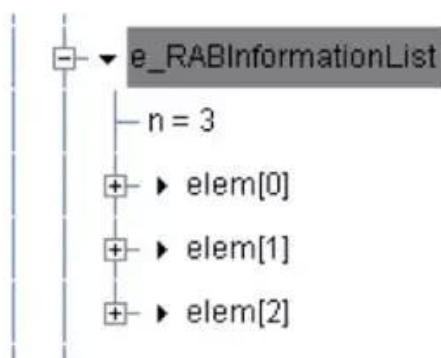 e_RABInformationList
n = 3
elem[0]
elem[1]
elem[2]